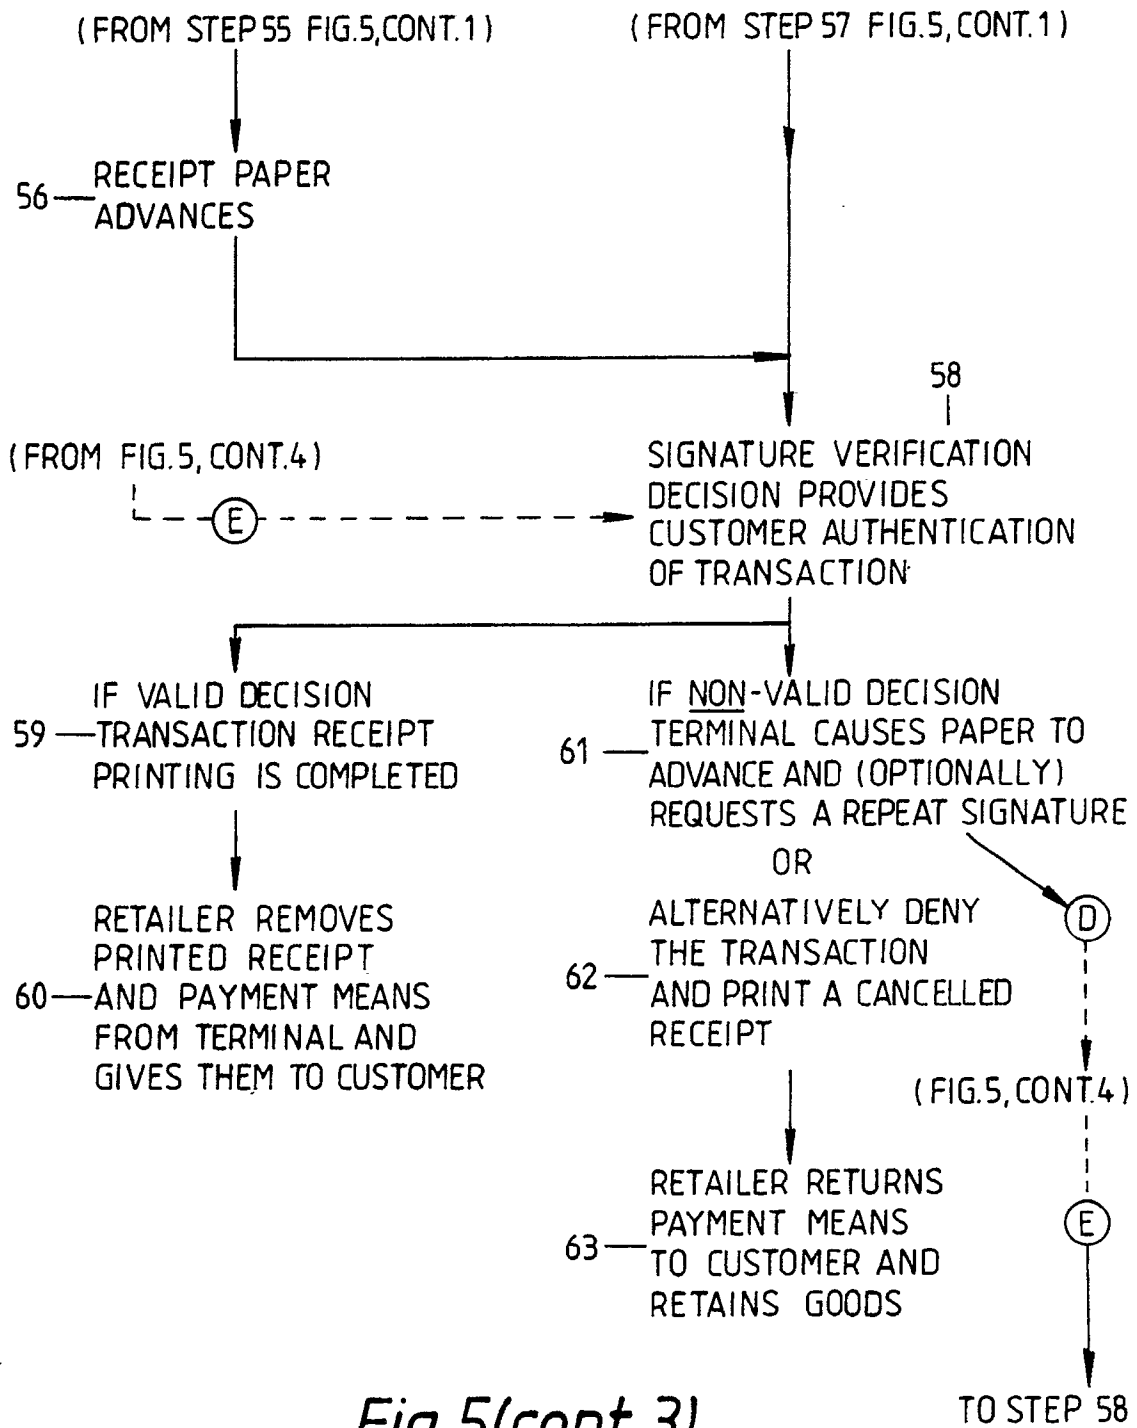 (FROM STEP 55 FIG.5, CONT.1)
(FROM STEP 57 FIG.5, CONT.1)
56
RECEIPT PAPER
ADVANCES
58
(FROM FIG.5, CONT.4)
E
SIGNATURE VERIFICATION
DECISION PROVIDES
CUSTOMER AUTHENTICATION
OF TRANSACTION
59
IF VALID DECISION
TRANSACTION RECEIPT
PRINTING IS COMPLETED
61
IF NON-VALID DECISION
TERMINAL CAUSES PAPER TO
ADVANCE AND (OPTIONALLY)
REQUESTS A REPEAT SIGNATURE
OR
60
RETAILER REMOVES
PRINTED RECEIPT
AND PAYMENT MEANS
FROM TERMINAL AND
GIVES THEM TO CUSTOMER
62
ALTERNATIVELY DENY
THE TRANSACTION
AND PRINT A CANCELLED
RECEIPT
D
(FIG.5, CONT.4)
63
RETAILER RETURNS
PAYMENT MEANS
TO CUSTOMER AND
RETAINS GOODS
E
TO STEP 58
Fig.5(cont.3)